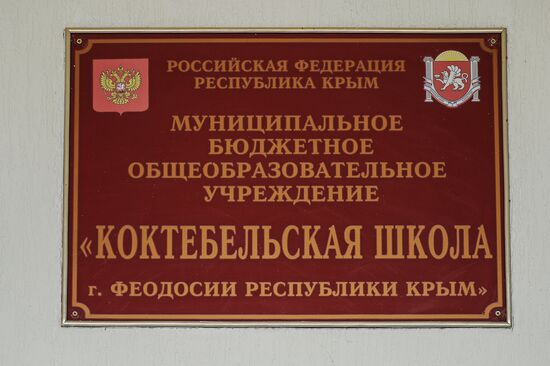 РОССИЙСКАЯ ФЕДЕРАЦИЯ
РЕСПУБЛИКА КРЫМ
МУНИЦИПАЛЬНОЕ
БЮДЖЕТНОЕ
ОБЩЕОБРАЗОВАТЕЛЬНОЕ
УЧРЕЖДЕНИЕ
«КОКТЕБЕЛЬСКАЯ ШКОЛА
г. ФЕОДОСИИ РЕСПУБЛИКИ КРЫМ»